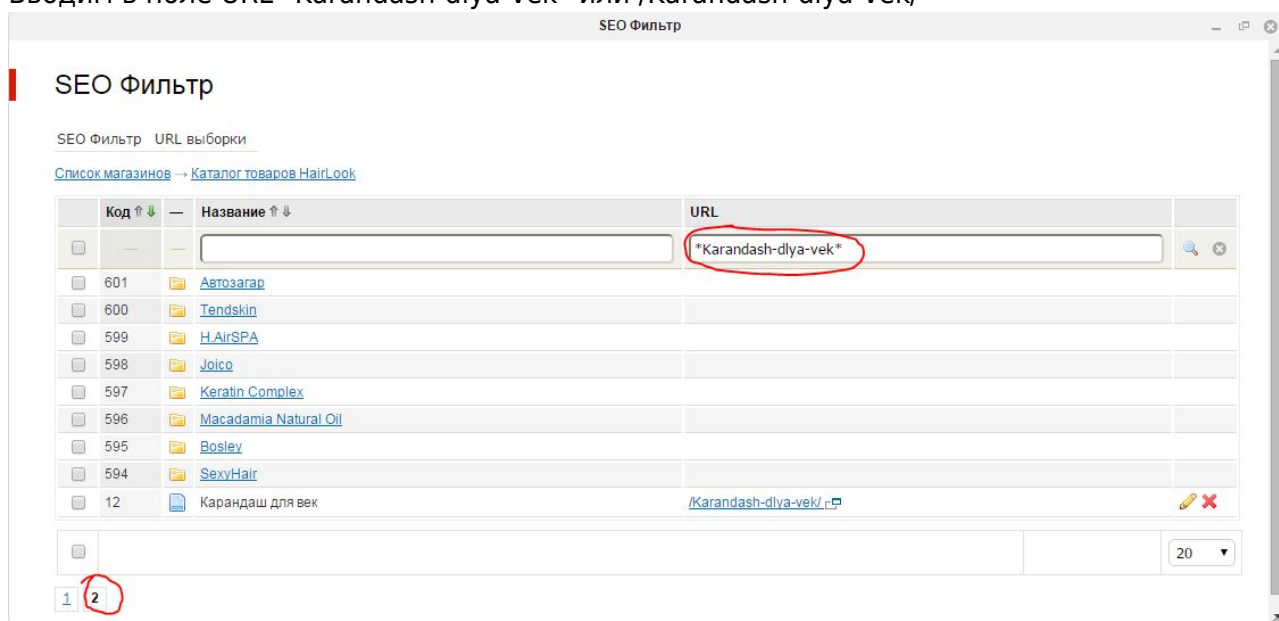 Вводим в поле URL *Karandash-dlya-vek* или /Karandash-dlya-vek/
SEO Фильтр
SEO Фильтр
SEO Фильтр URL выборки
Список магазинов → Каталог товаров HairLook
Код ⇑ ⇓ — Название ⇑ ⇓ URL
— — *Karandash-dlya-vek*
601 Автозагар
600 Tendskin
599 H.AirSPA
598 Joico
597 Keratin Complex
596 Macadamia Natural Oil
595 Bosley
594 SexyHair
12 Карандаш для век /Karandash-dlya-vek/
20
1 2